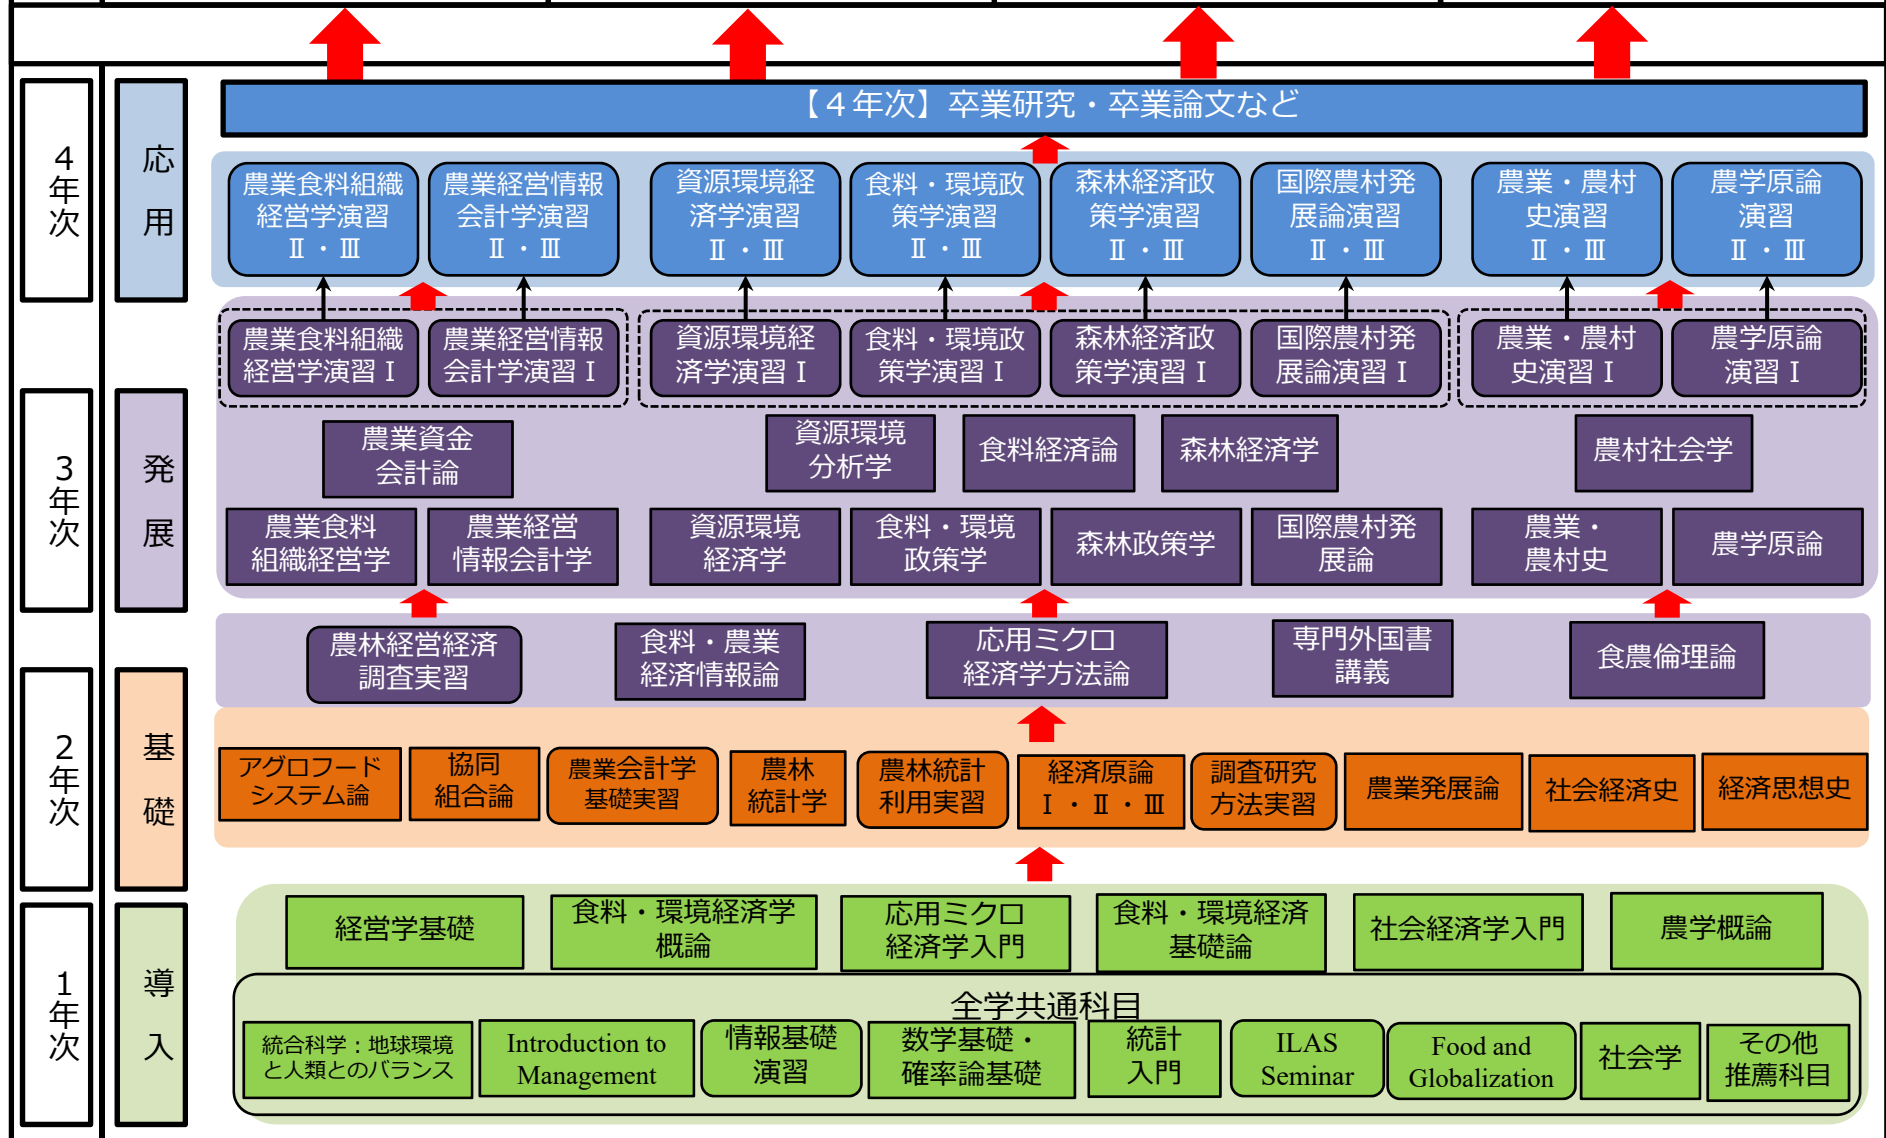 【４年次】卒業研究・卒業論文など
4
年
次
応
用
農業食料組織
経営学演習
Ⅱ・Ⅲ
農業経営情報
会計学演習
Ⅱ・Ⅲ
資源環境経
済学演習
Ⅱ・Ⅲ
食料・環境政
策学演習
Ⅱ・Ⅲ
森林経済政
策学演習
Ⅱ・Ⅲ
国際農村発
展論演習
Ⅱ・Ⅲ
農業・農村
史演習
Ⅱ・Ⅲ
農学原論
演習
Ⅱ・Ⅲ
農業食料組織
経営学演習Ⅰ
農業経営情報
会計学演習Ⅰ
資源環境経
済学演習Ⅰ
食料・環境政
策学演習Ⅰ
森林経済政
策学演習Ⅰ
国際農村発
展論演習Ⅰ
農業・農村
史演習Ⅰ
農学原論
演習Ⅰ
3
年
次
発
展
農業資金
会計論
資源環境
分析学
食料経済論
森林経済学
農村社会学
農業食料
組織経営学
農業経営
情報会計学
資源環境
経済学
食料・環境
政策学
森林政策学
国際農村発
展論
農業・
農村史
農学原論
農林経営経済
調査実習
食料・農業
経済情報論
応用ミクロ
経済学方法論
専門外国書
講義
食農倫理論
2
年
次
基
礎
アグロフード
システム論
協同
組合論
農業会計学
基礎実習
農林
統計学
農林統計
利用実習
経済原論
Ⅰ・Ⅱ・Ⅲ
調査研究
方法実習
農業発展論
社会経済史
経済思想史
1
年
次
導
入
経営学基礎
食料・環境経済学
概論
応用ミクロ
経済学入門
食料・環境経済
基礎論
社会経済学入門
農学概論
全学共通科目
統合科学：地球環境
と人類とのバランス
Introduction to
Management
情報基礎
演習
数学基礎・
確率論基礎
統計
入門
ILAS
Seminar
Food and
Globalization
社会学
その他
推薦科目